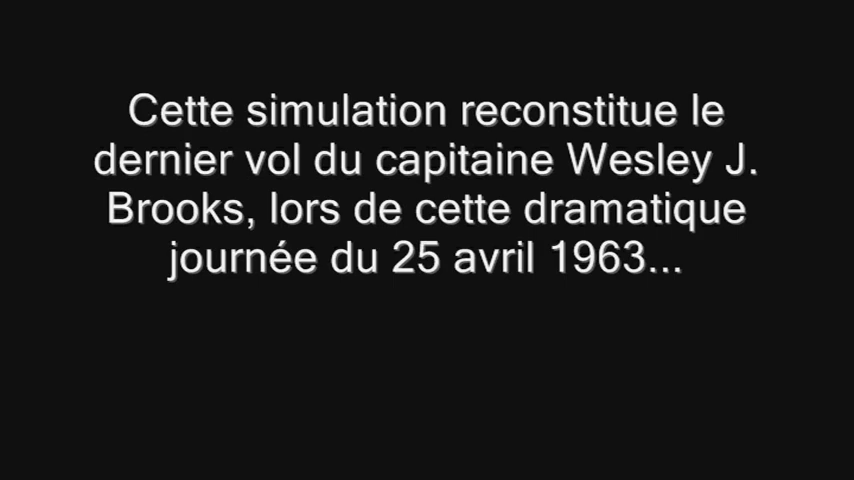 Cette simulation reconstitue le
dernier vol du capitaine Wesley J.
Brooks, lors de cette dramatique
journée du 25 avril 1963...